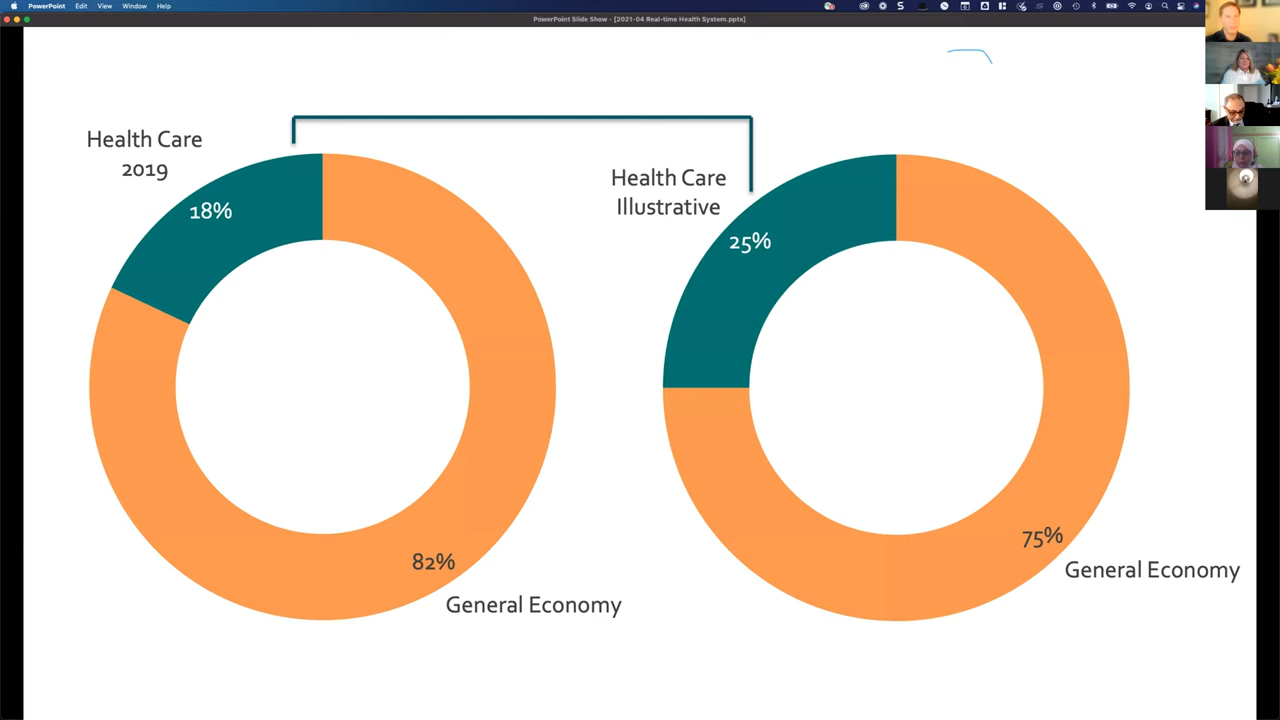 PowerPoint Edit View Window Help
PowerPoint Slide Show - [2021-04 Real-time Health System.pptx]
Health Care
2019
18%
82%
General Economy
Health Care
Illustrative
25%
75%
General Economy